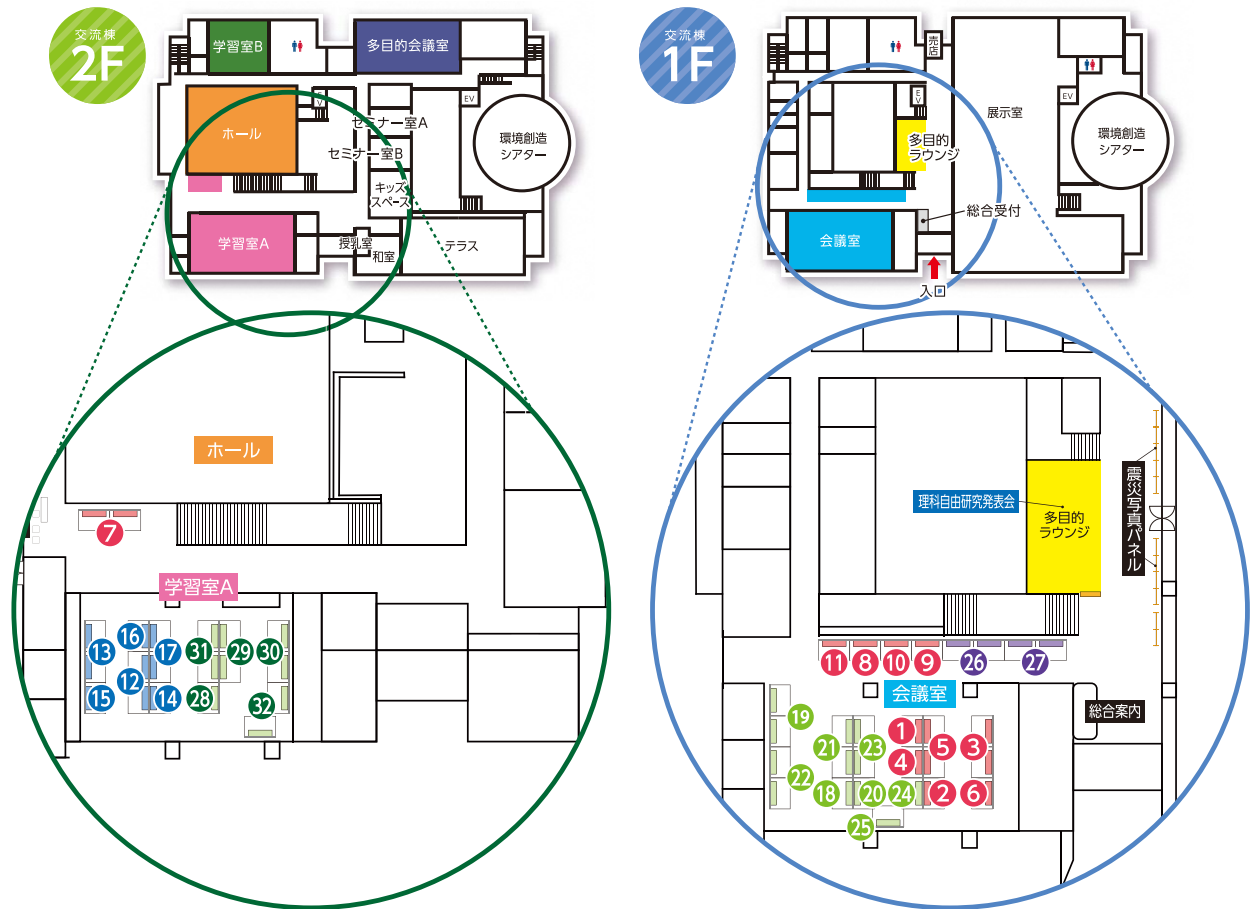 交流棟
2F
学習室B
多目的会議室
ホール
EV
EV
セミナー室A
セミナー室B
キッズ
スペース
環境創造
シアター
学習室A
授乳室
和室
テラス
交流棟
1F
売店
EV
展示室
EV
多目的
ラウンジ
環境創造
シアター
総合受付
会議室
入口
ホール
7
学習室A
13
16
17
31
29
30
12
15
14
28
32
理科自由研究発表会
多目的
ラウンジ
震災写真パネル
11
8
10
9
26
27
会議室
総合案内
19
21
23
1
5
3
4
22
18
20
24
2
6
25